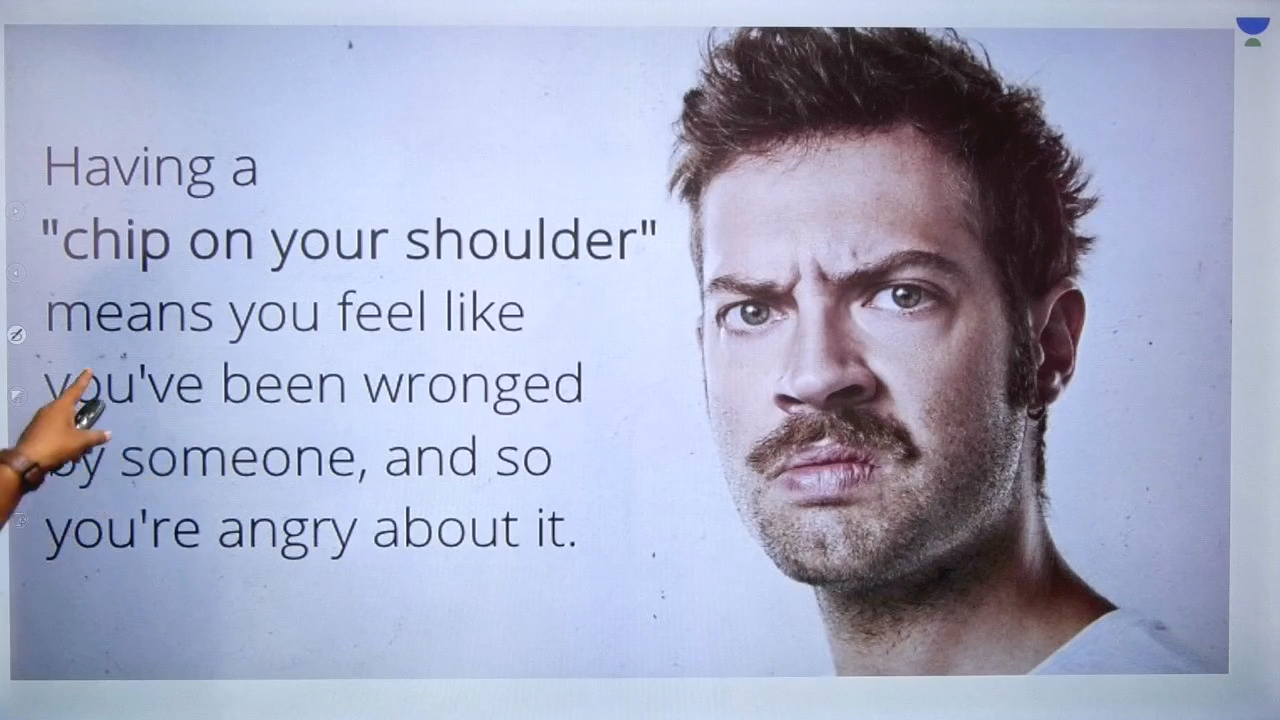 Having a
"chip on your shoulder"
means you feel like
you've been wronged
by someone, and so
you're angry about it.